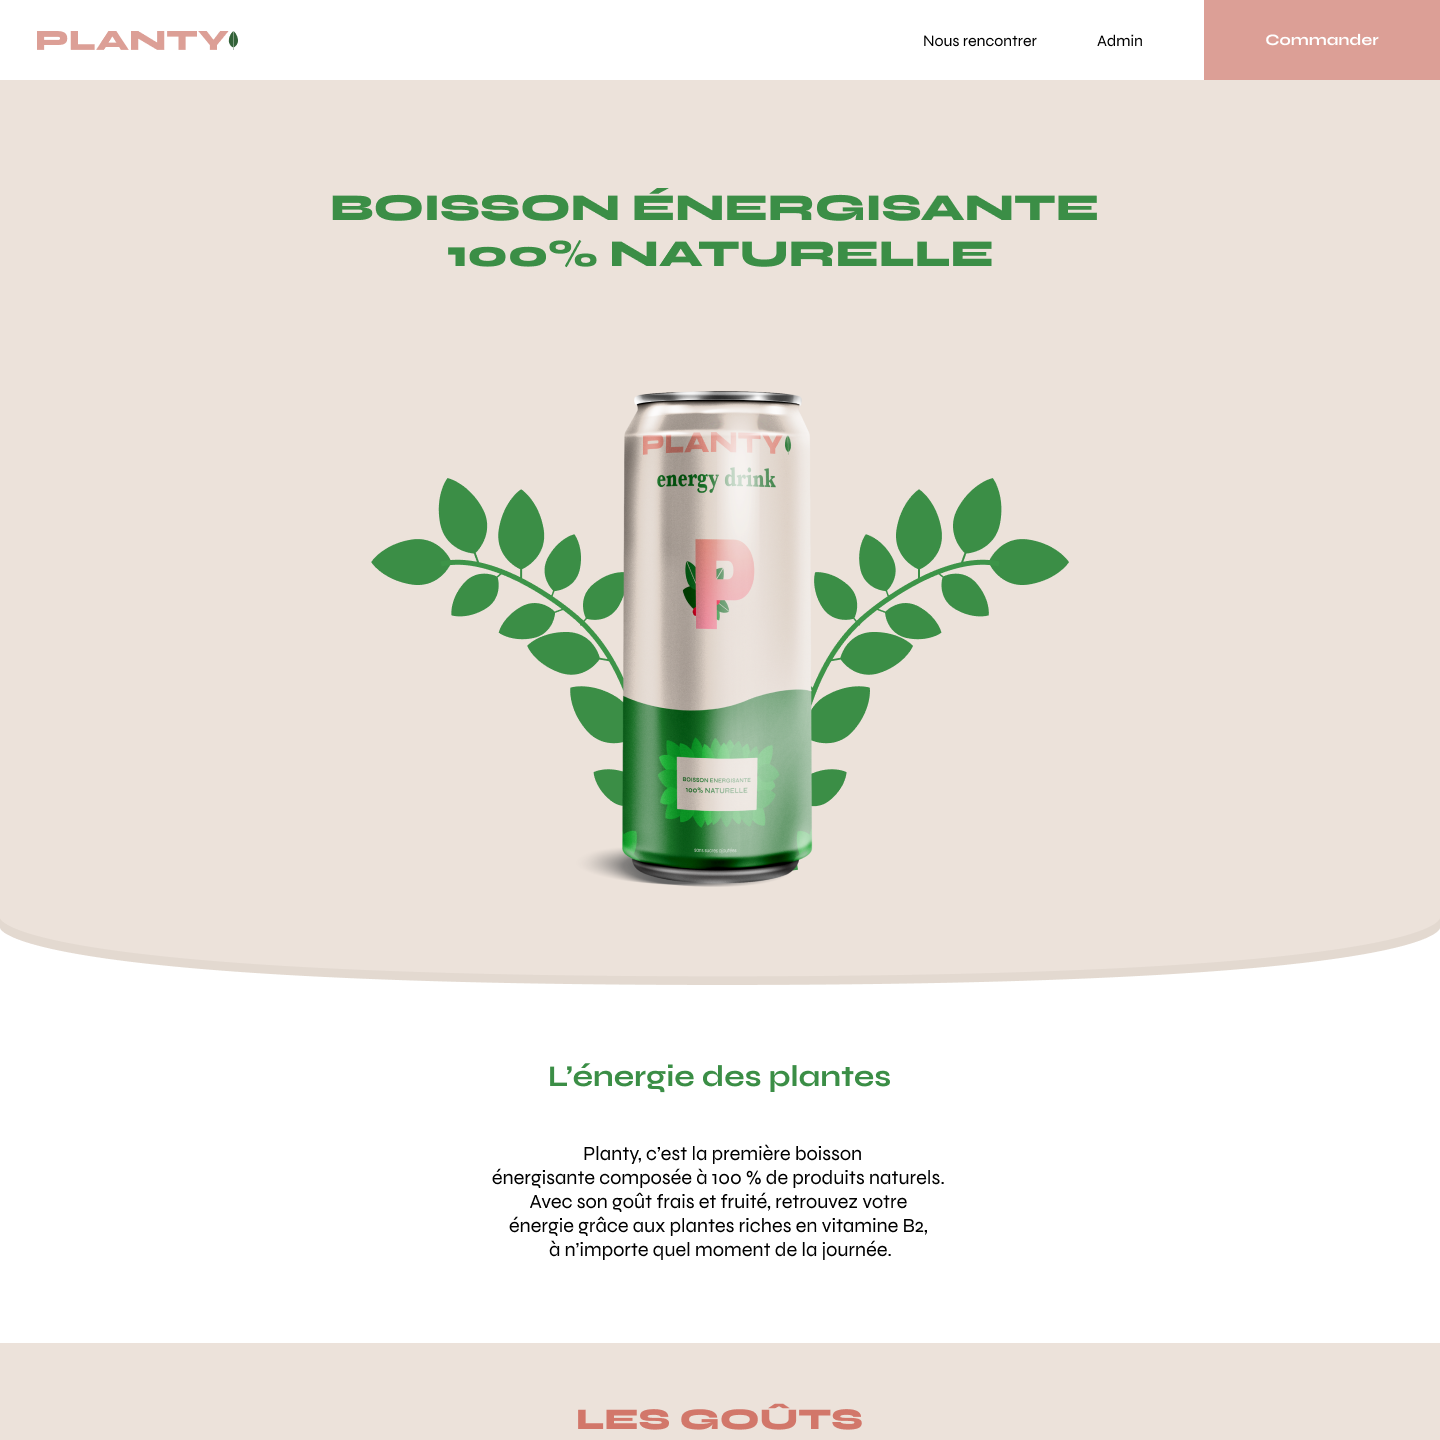 PLANTY
Nous rencontrer
Admin
Commander
BOISSON ÉNERGISANTE
100% NATURELLE
PLANTY
energy drink
P
BOISSON ÉNERGISANTE
100% NATURELLE
L’énergie des plantes
Planty, c’est la première boisson
énergisante composée à 100 % de produits naturels.
Avec son goût frais et fruité, retrouvez votre
énergie grâce aux plantes riches en vitamine B2,
à n’importe quel moment de la journée.
LES GOÛTS